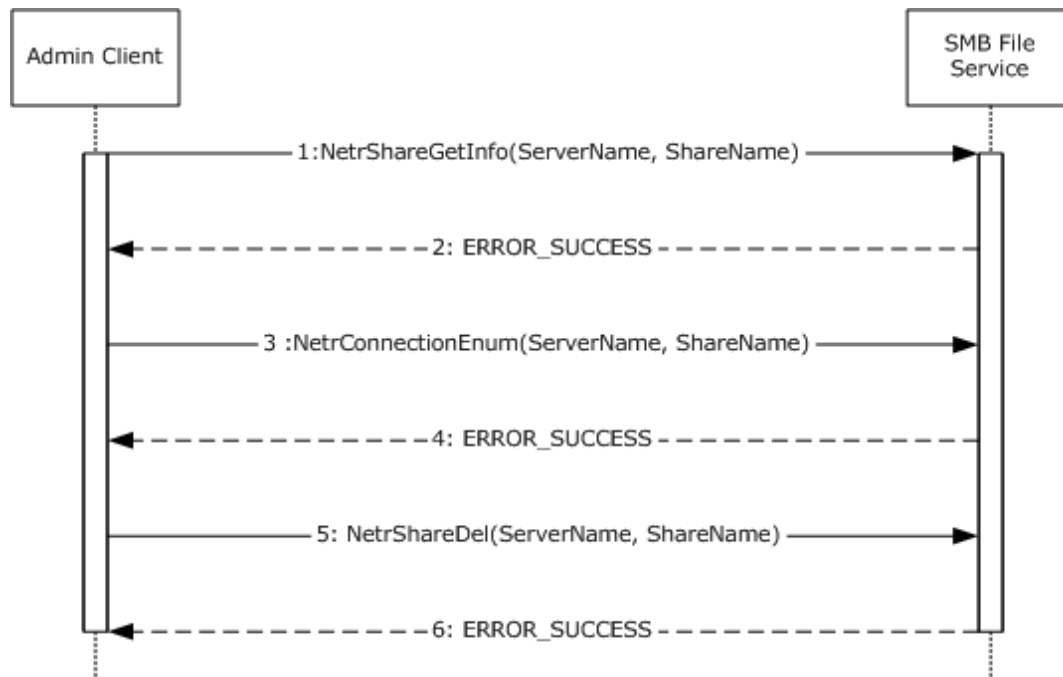 Admin Client
SMB File
Service
1:NetrShareGetInfo(ServerName, ShareName)
2: ERROR_SUCCESS
3 :NetrConnectionEnum(ServerName, ShareName)
4: ERROR_SUCCESS
5: NetrShareDel(ServerName, ShareName)
6: ERROR_SUCCESS